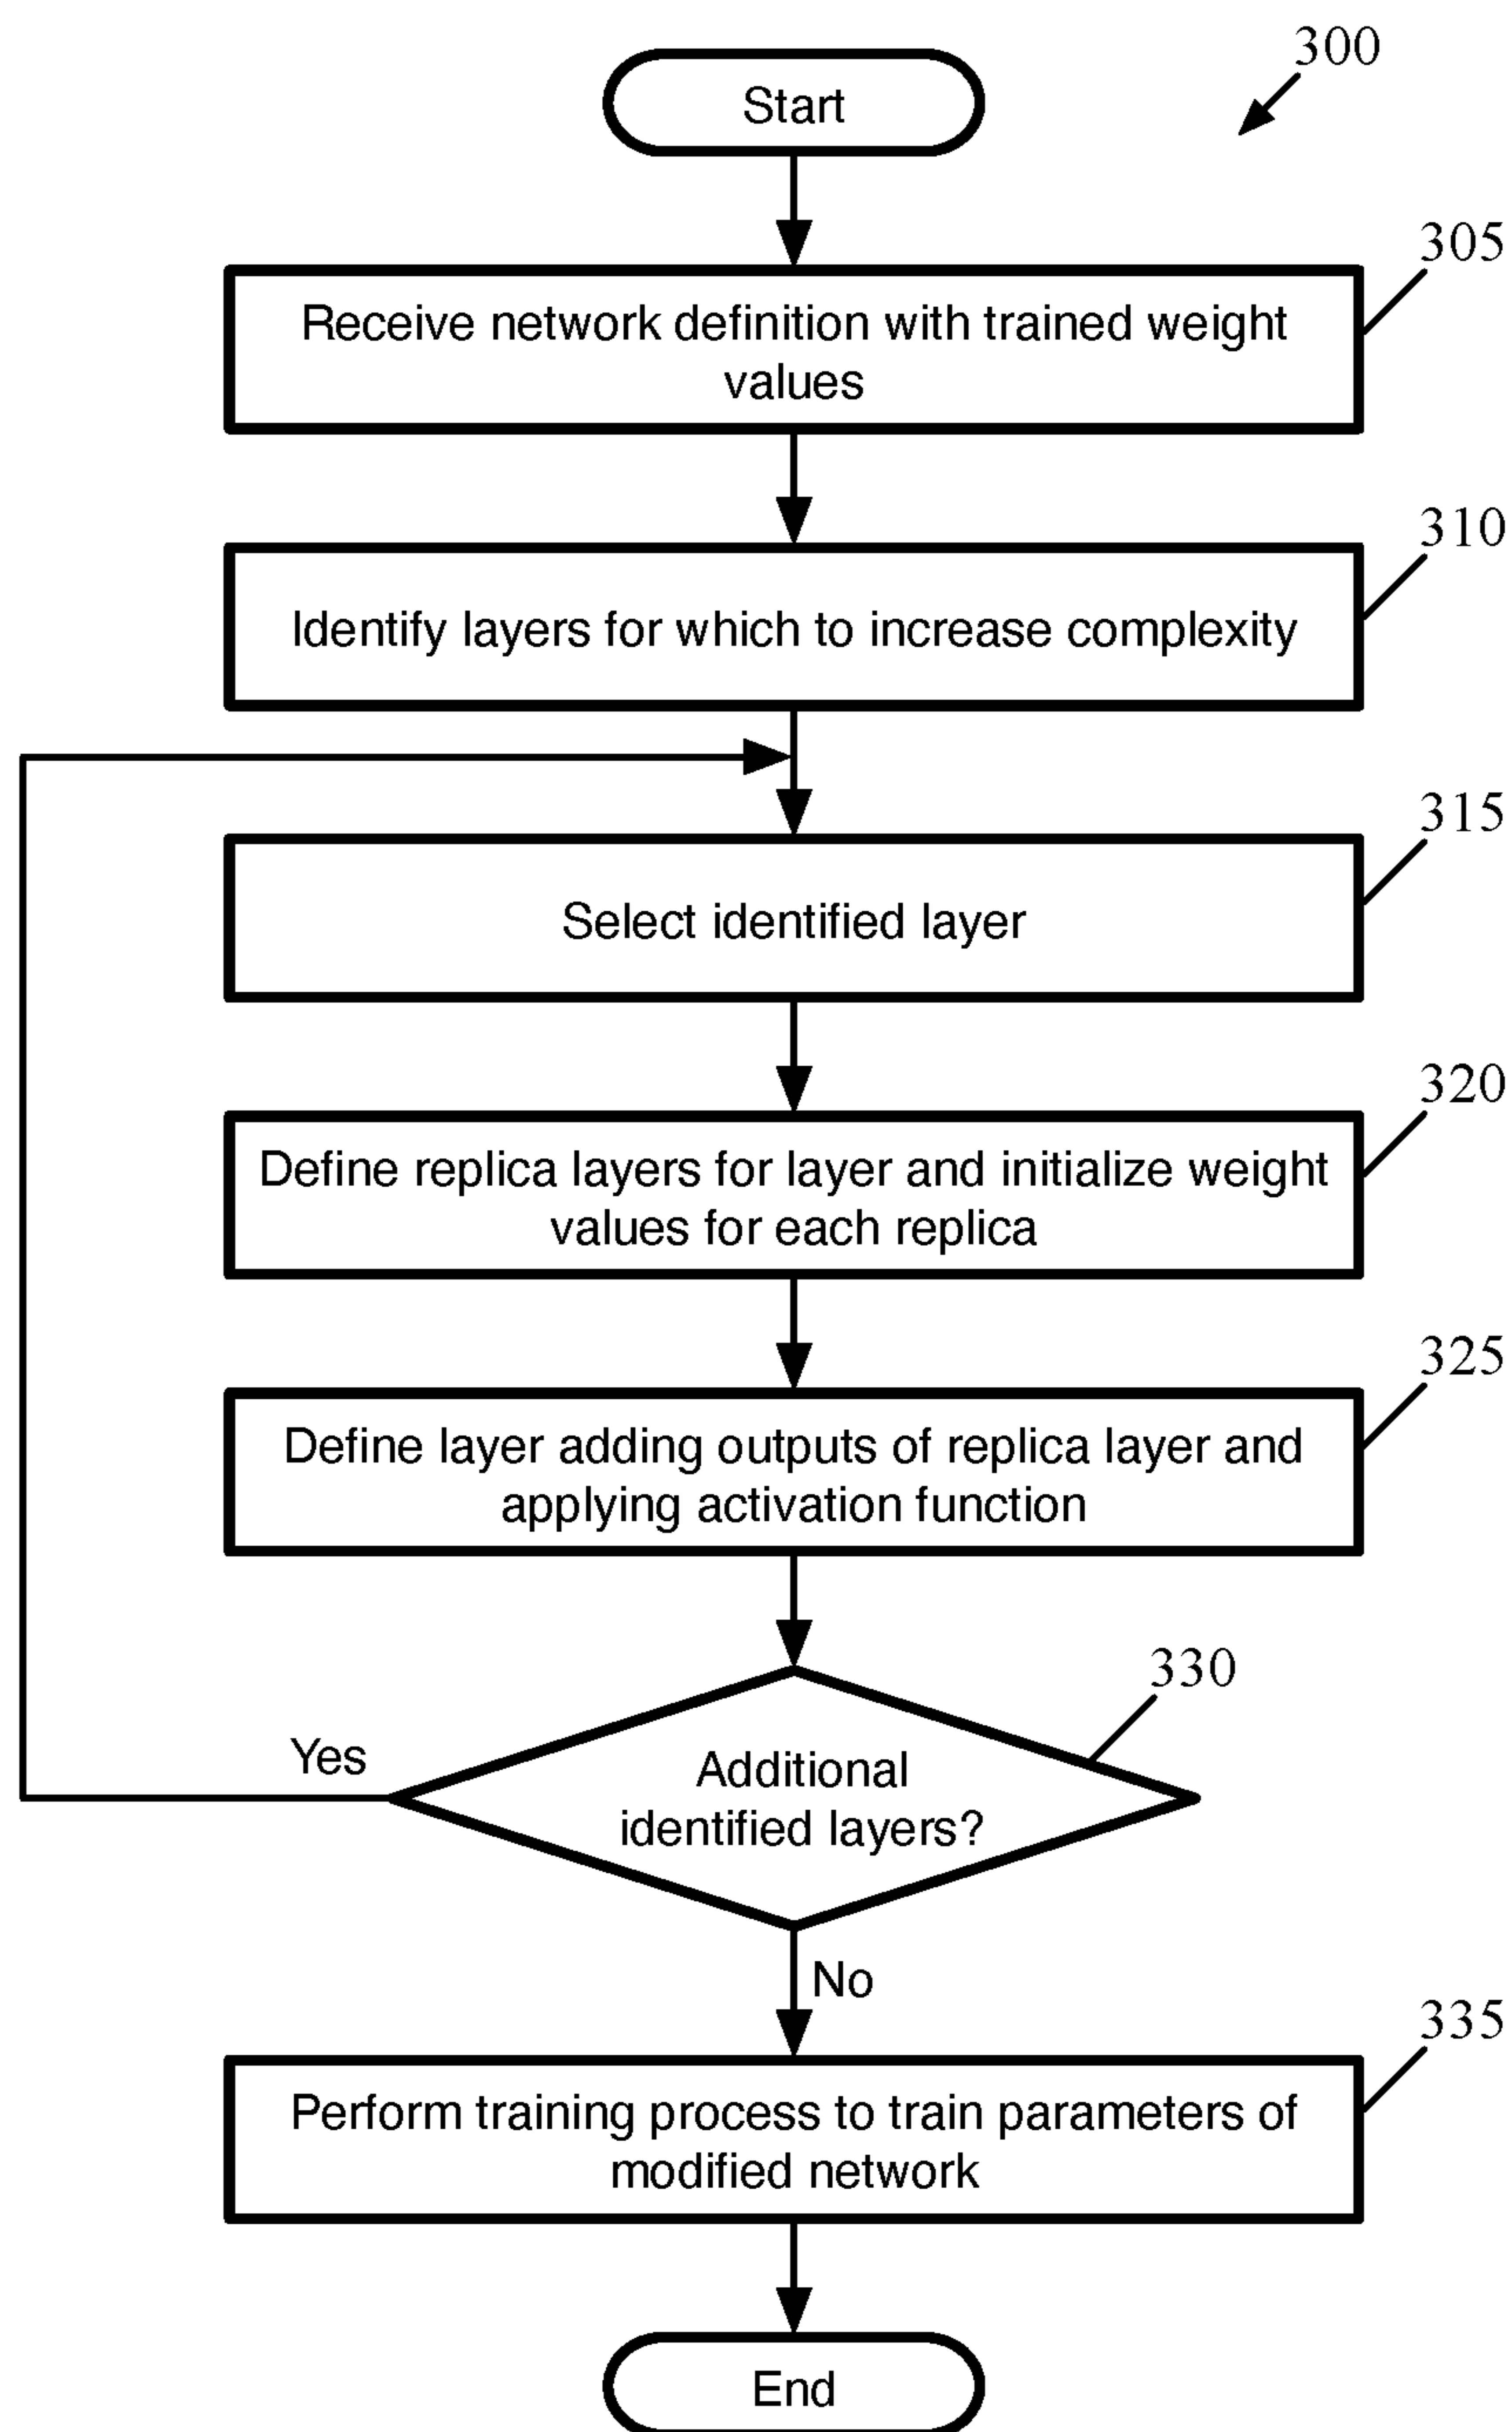 300
Start
305
Receive network definition with trained weight
values
310
Identify layers for which to increase complexity
315
Select identified layer
320
Define replica layers for layer and initialize weight
values for each replica
325
Define layer adding outputs of replica layer and
applying activation function
330
Yes
Additional
identified layers?
No
335
Perform training process to train parameters of
modified network
End